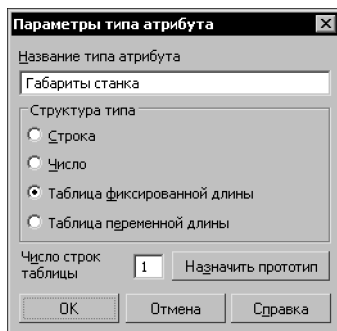 Параметры типа атрибута
Название типа атрибута
Габариты станка
Структура типа
Строка
Число
Таблица фиксированной длины
Таблица переменной длины
Число строк
таблицы
1
Назначить прототип
OK
Отмена
Справка